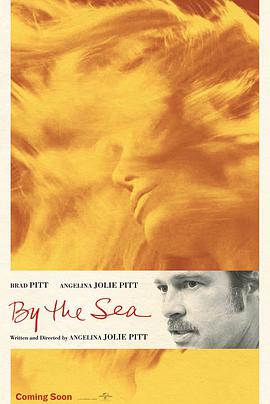 BRAD PITT ANGELINA JOLIE PITT
By the Sea
Written and Directed by ANGELINA JOLIE PITT
Coming Soon